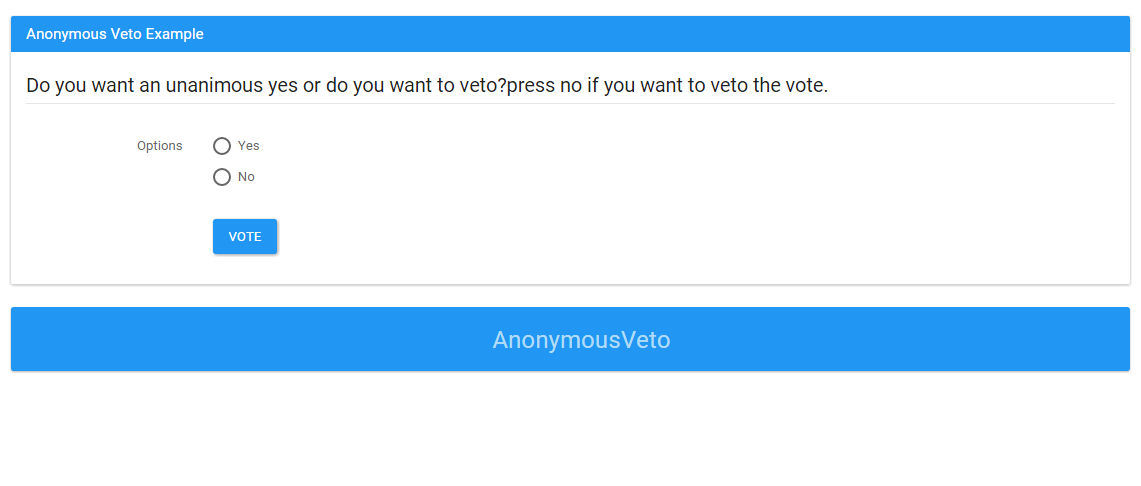 Anonymous Veto Example
Do you want an unanimous yes or do you want to veto?press no if you want to veto the vote.
Options
Yes
No
VOTE
AnonymousVeto